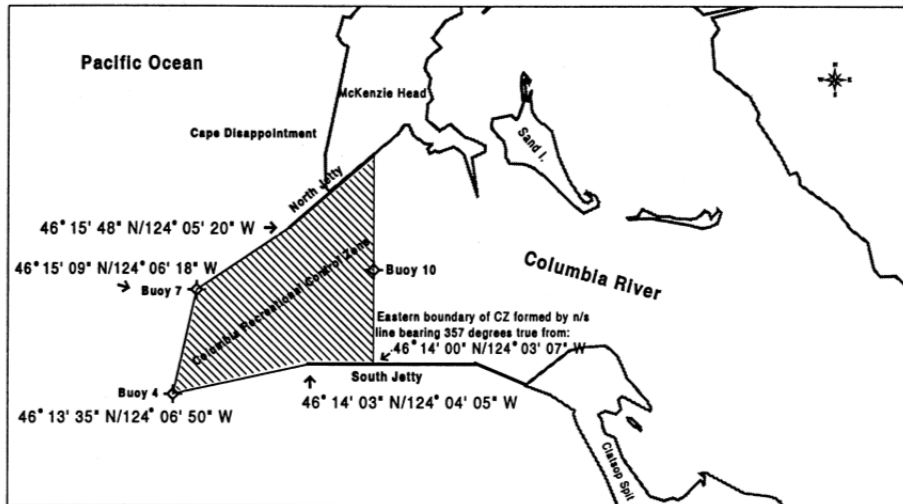 Pacific Ocean
McKenzie Head
N
W E
S
Cape Disappointment
Sand I.
North Jetty
46° 15' 48" N/124° 05' 20" W
46° 15' 09" N/124° 06' 18" W
Buoy 7
Columbia Recreational Control Zone
Buoy 10
Columbia River
Eastern boundary of CZ formed by n/s
line bearing 357 degrees true from:
46° 14' 00" N/124° 03' 07" W
Buoy 4
South Jetty
46° 13' 35" N/124° 06' 50" W
46° 14' 03" N/124° 04' 05" W
Clatsop Spit